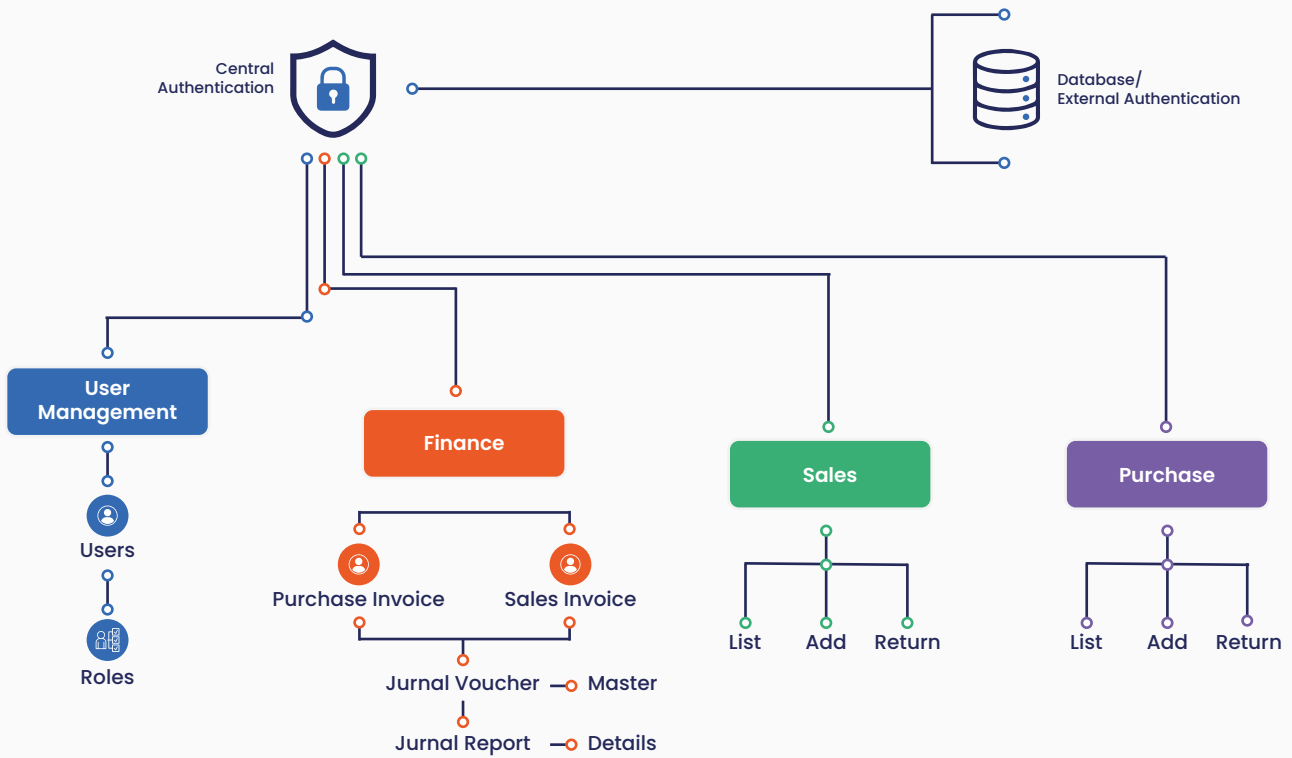 Central
Authentication
Database/
External Authentication
User
Management
Finance
Sales
Purchase
Users
Purchase Invoice
Sales Invoice
List
Add
Return
List
Add
Return
Roles
Jurnal Voucher
Master
Jurnal Report
Details